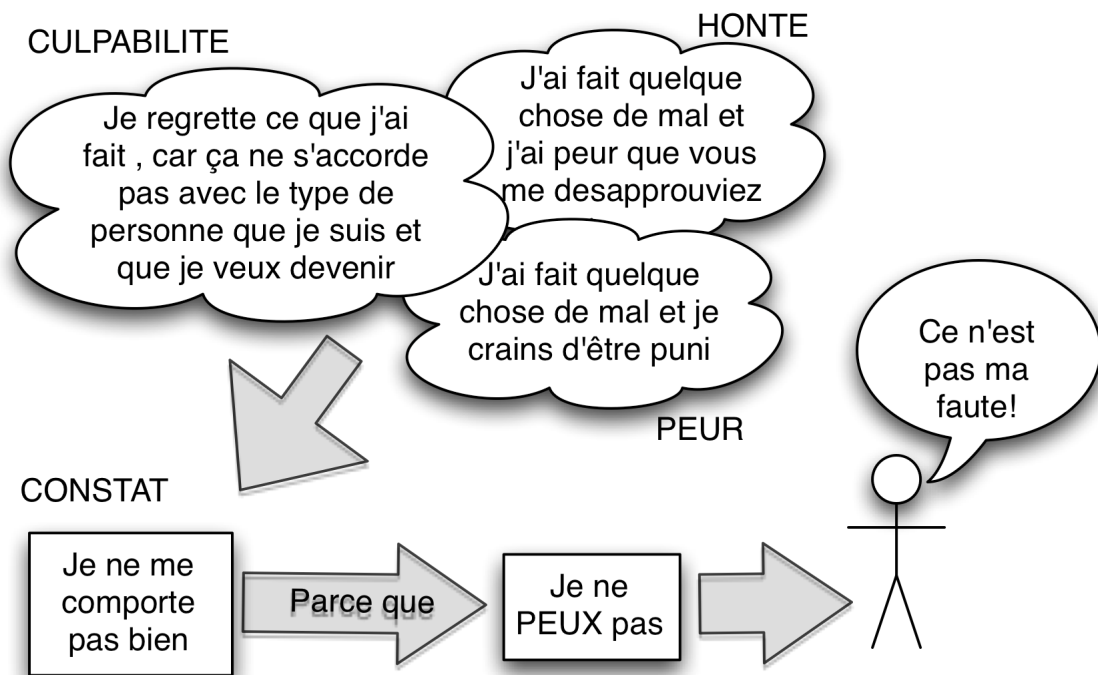 CULPABILITE
Je regrette ce que j'ai
fait , car ça ne s'accorde
pas avec le type de
personne que je suis et
que je veux devenir
HONTE
J'ai fait quelque
chose de mal et
j'ai peur que vous
me desapprouviez
J'ai fait quelque
chose de mal et je
crains d'être puni
PEUR
Ce n'est
pas ma
faute!
CONSTAT
Je ne me
comporte
pas bien
Parce que
Je ne
PEUX pas